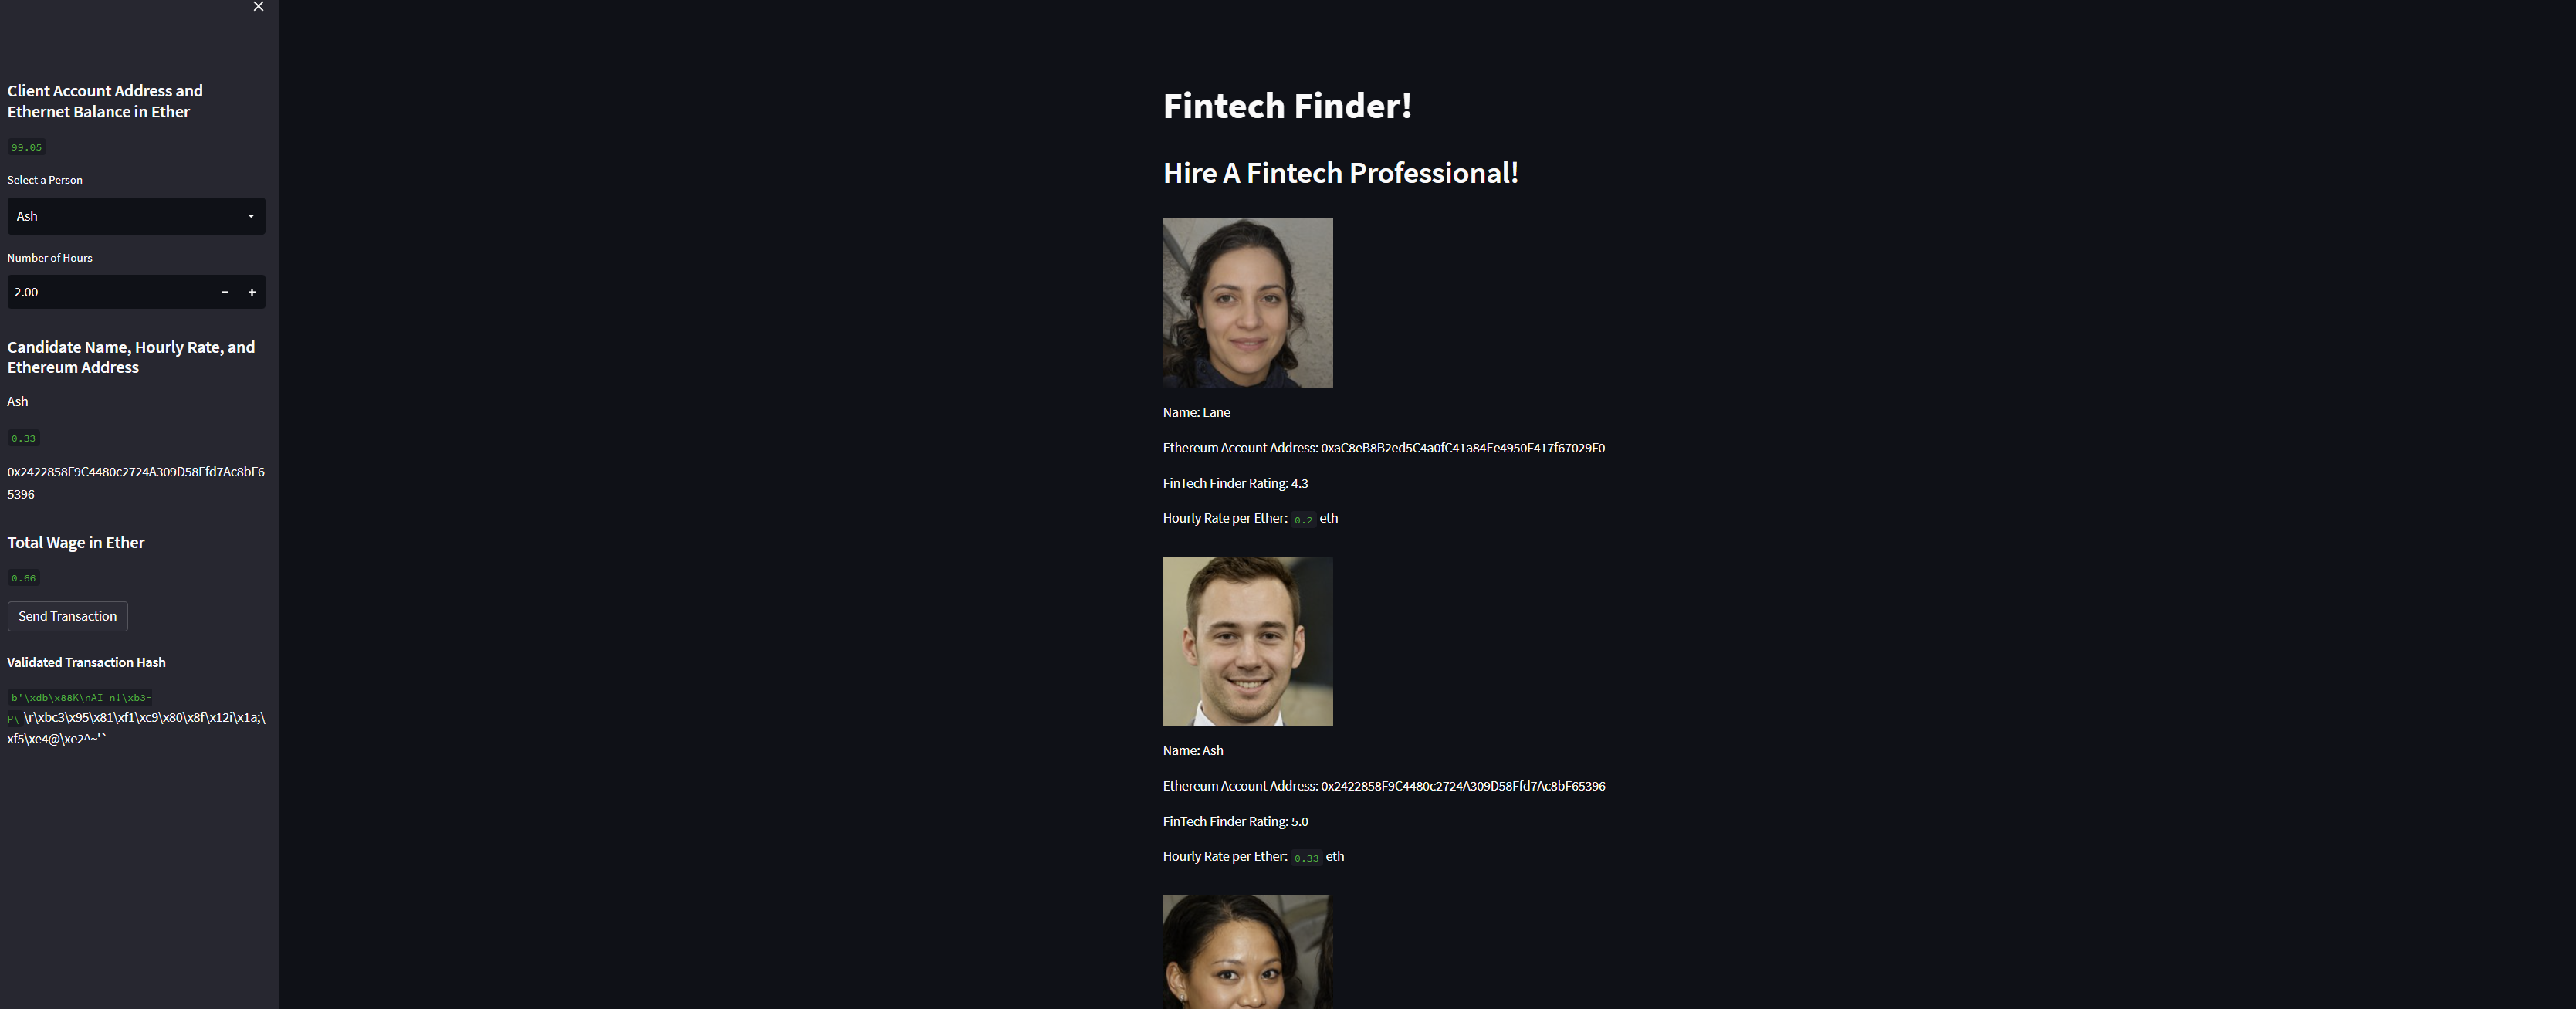 Client Account Address and
Ethernet Balance in Ether
99.05
Select a Person
Ash
Number of Hours
2.00
Candidate Name, Hourly Rate, and
Ethereum Address
Ash
0.33
0x2422858F9C4480c2724A309D58Ffd7Ac8bF6
5396
Total Wage in Ether
0.66
Send Transaction
Validated Transaction Hash
b'\xdb\x88K\nAI n!\xb3-
P\ \r\xbc3\x95\x81\xf1\xc9\x80\x8f\x12i\x1a;\
xf5\xe4@\xe2^~'`
Fintech Finder!
Hire A Fintech Professional!
Name: Lane
Ethereum Account Address: 0xaC8eB8B2ed5C4a0fC41a84Ee4950F417f67029F0
FinTech Finder Rating: 4.3
Hourly Rate per Ether: 0.2 eth
Name: Ash
Ethereum Account Address: 0x2422858F9C4480c2724A309D58Ffd7Ac8bF65396
FinTech Finder Rating: 5.0
Hourly Rate per Ether: 0.33 eth